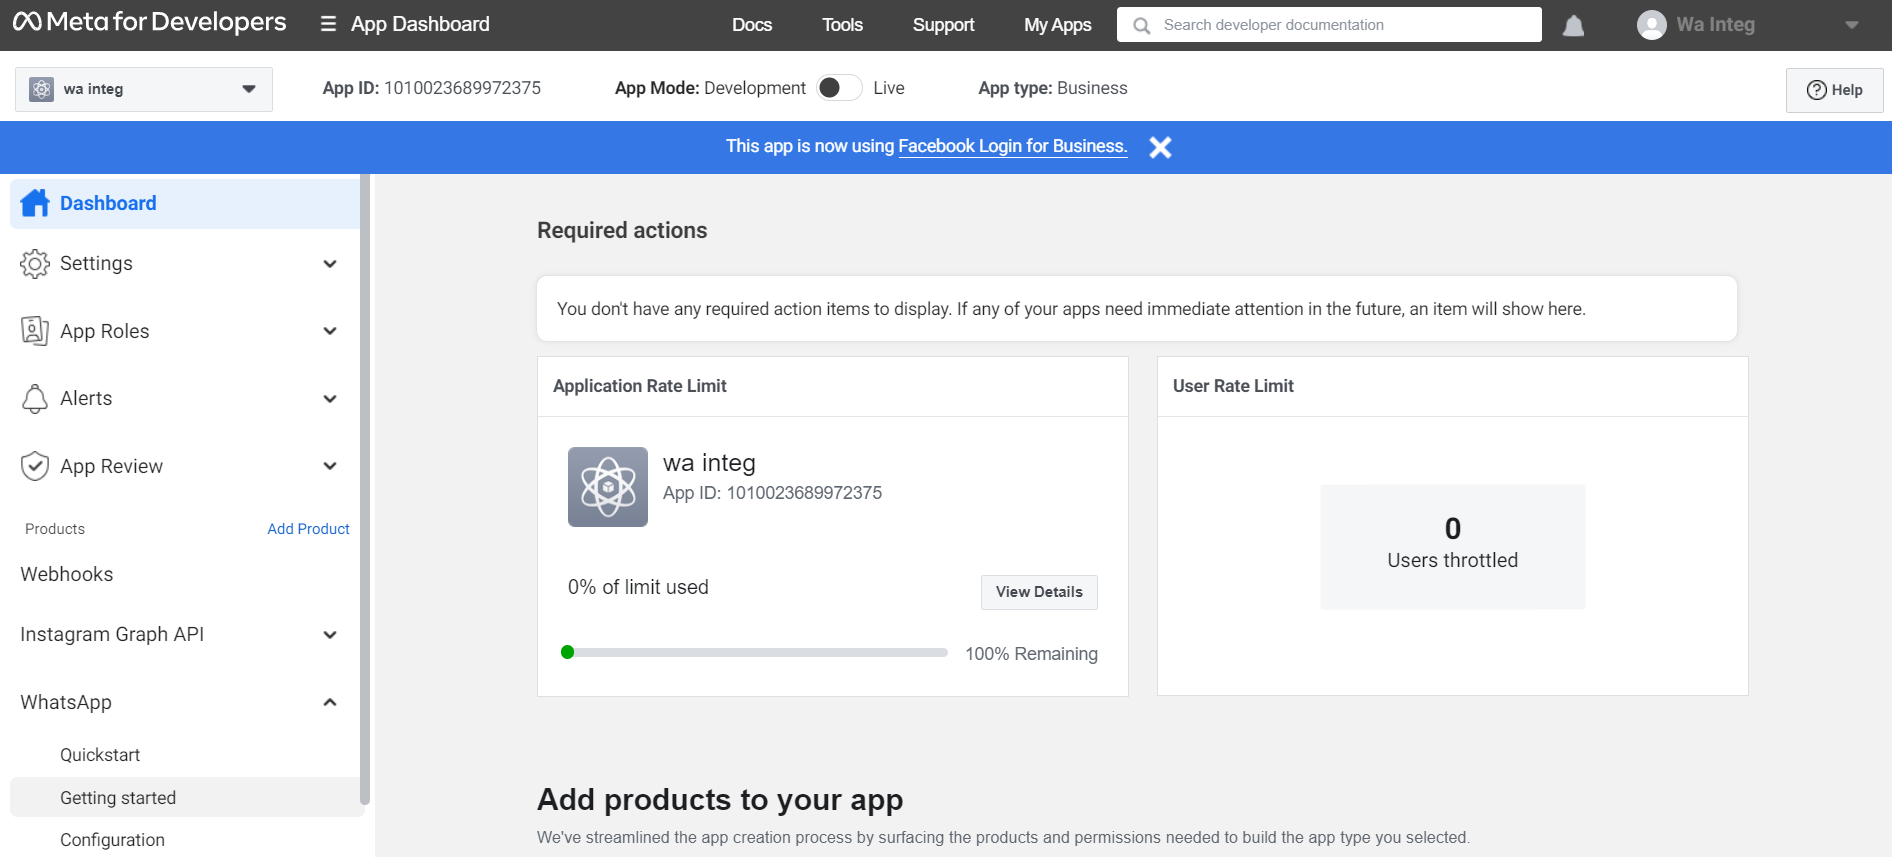 Meta for Developers
App Dashboard
Docs
Tools
Support
My Apps
Search developer documentation
Wa Integ
wa integ
App ID: 1010023689972375
App Mode: Development
Live
App type: Business
Help
This app is now using Facebook Login for Business.
Dashboard
Settings
App Roles
Alerts
App Review
Products
Add Product
Webhooks
Instagram Graph API
WhatsApp
Quickstart
Getting started
Configuration
Required actions
You don't have any required action items to display. If any of your apps need immediate attention in the future, an item will show here.
Application Rate Limit
wa integ
App ID: 1010023689972375
0% of limit used
View Details
100% Remaining
User Rate Limit
0
Users throttled
Add products to your app
We've streamlined the app creation process by surfacing the products and permissions needed to build the app type you selected.